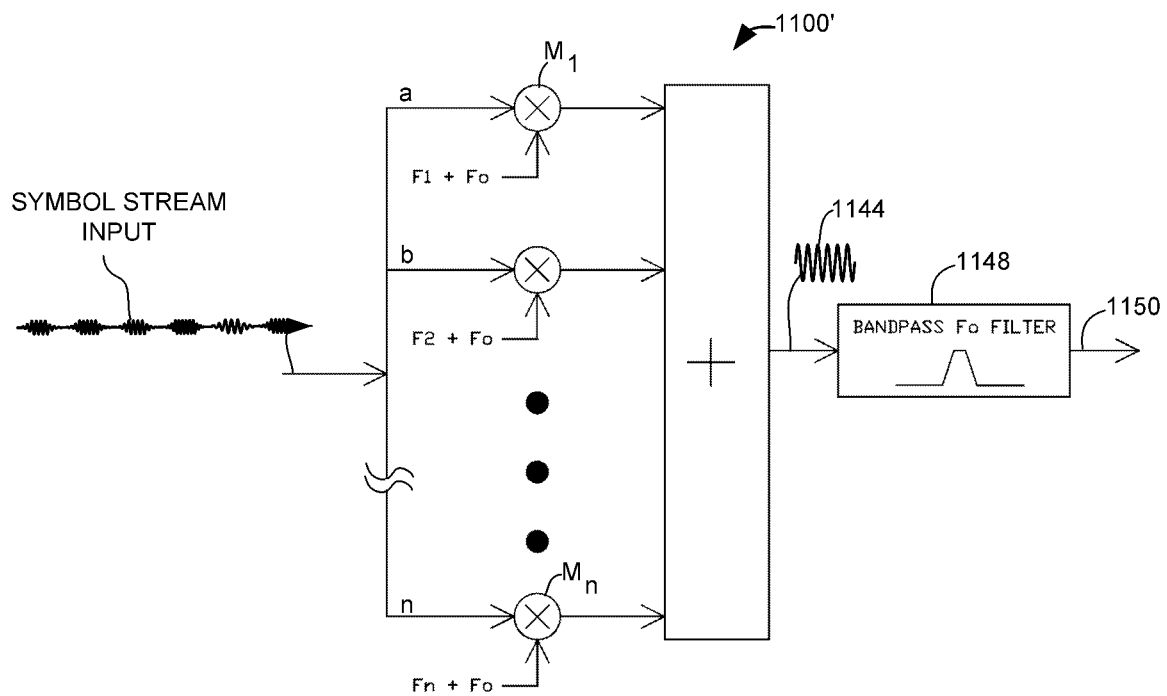 1100'
M1
a
F1 + Fo
SYMBOL STREAM
INPUT
b
F2 + Fo
1144
1148
BANDPASS Fo FILTER
1150
+
Mn
n
Fn + Fo